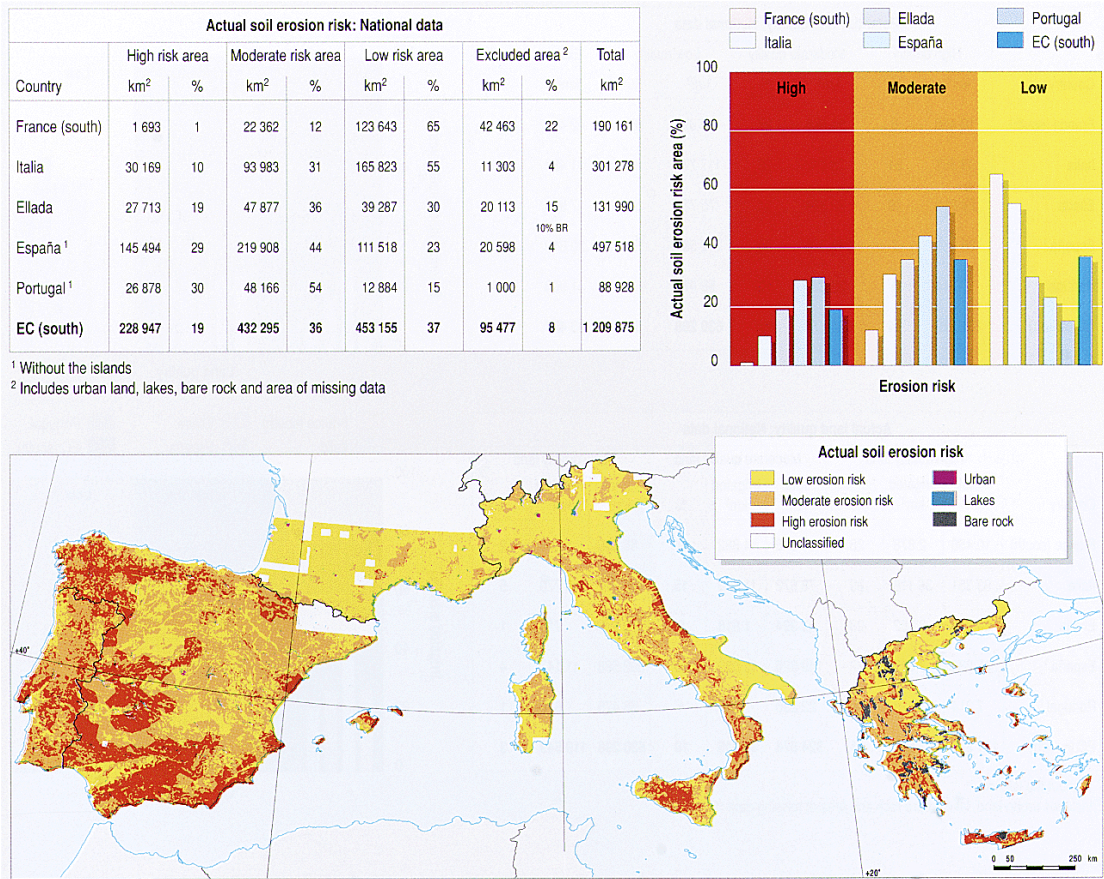 Actual soil erosion risk: National data
High risk area Moderate risk area Low risk area Excluded area 2 Total
Country km2 % km2 % km2 % km2 % km2
France (south) 1 693 1 22 362 12 123 643 65 42 463 22 190 161
Italia 30 169 10 93 983 31 165 823 55 11 303 4 301 278
Ellada 27 713 19 47 877 36 39 287 30 20 113 15 131 990
10% BR
España 1 145 494 29 219 908 44 111 518 23 20 598 4 497 518
Portugal 1 26 878 30 48 166 54 12 884 15 1 000 1 88 928
EC (south) 228 947 19 432 295 36 453 155 37 95 477 8 1 209 875
1 Without the islands
2 Includes urban land, lakes, bare rock and area of missing data
France (south) Ellada Portugal
Italia España EC (south)
Actual soil erosion risk area (%)
100
80
60
40
20
0
High Moderate Low
Erosion risk
Actual soil erosion risk
Low erosion risk Urban
Moderate erosion risk Lakes
High erosion risk Bare rock
Unclassified
+40°
+20°
0 50 250 km